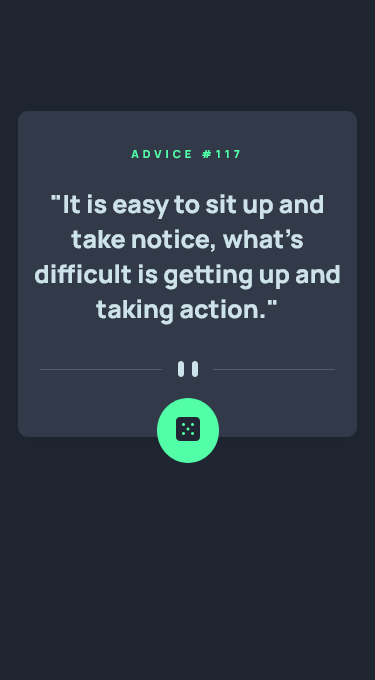 ADVICE #117
"It is easy to sit up and
take notice, what's
difficult is getting up and
taking action."